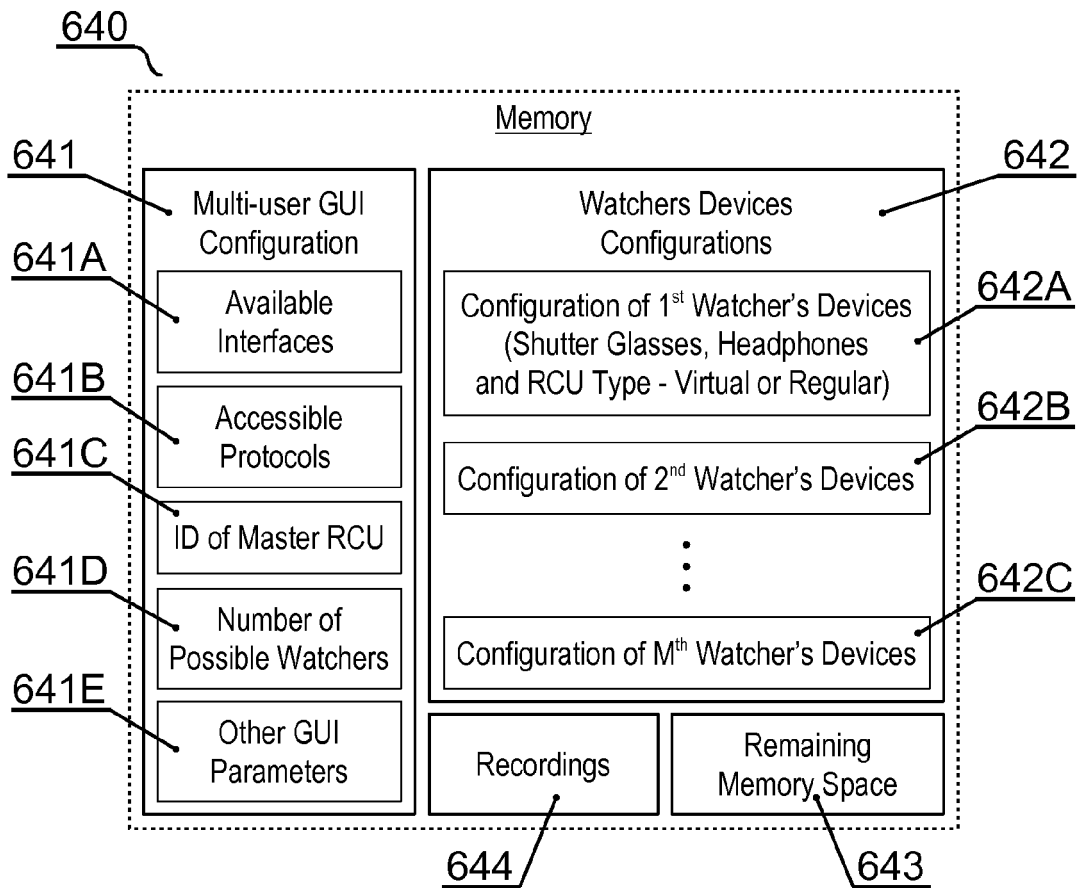 640
Memory
641
Multi-user GUI
Configuration
641A
Available
Interfaces
641B
Accessible
Protocols
641C
ID of Master RCU
641D
Number of
Possible Watchers
641E
Other GUI
Parameters
642
Watchers Devices
Configurations
642A
Configuration of 1st Watcher's Devices
(Shutter Glasses, Headphones
and RCU Type - Virtual or Regular)
642B
Configuration of 2nd Watcher's Devices
642C
Configuration of Mth Watcher's Devices
Recordings
644
Remaining
Memory Space
643